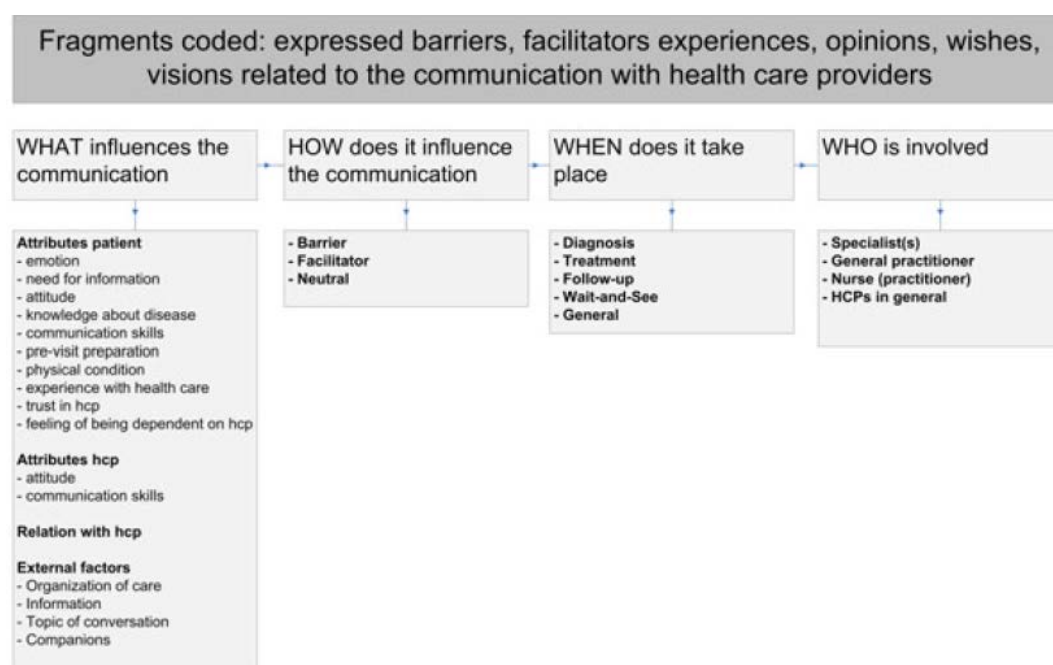 Fragments coded: expressed barriers, facilitators experiences, opinions, wishes,
visions related to the communication with health care providers
WHAT influences the
communication
HOW does it influence
the communication
WHEN does it take
place
WHO is involved
Attributes patient
- emotion
- need for information
- attitude
- knowledge about disease
- communication skills
- pre-visit preparation
- physical condition
- experience with health care
- trust in hcp
- feeling of being dependent on hcp
Attributes hcp
- attitude
- communication skills
Relation with hcp
External factors
- Organization of care
- Information
- Topic of conversation
- Companions
- Barrier
- Facilitator
- Neutral
- Diagnosis
- Treatment
- Follow-up
- Wait-and-See
- General
- Specialist(s)
- General practitioner
- Nurse (practitioner)
- HCPs in general